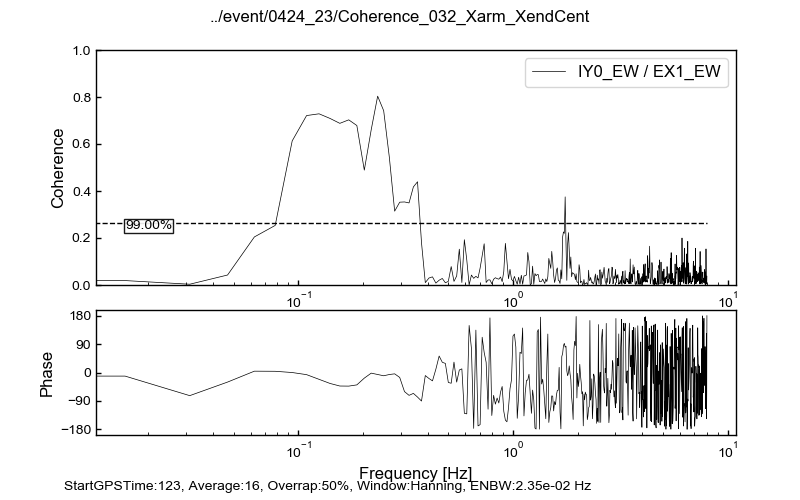 ../event/0424_23/Coherence_032_Xarm_XendCent
IY0_EW / EX1_EW
Coherence
1.0
0.8
0.6
0.4
0.2
0.0
99.00%
10⁻¹ 10⁰ 10¹
Phase
180
90
0
−90
−180
10⁻¹ 10⁰ 10¹
Frequency [Hz]
StartGPSTime:123, Average:16, Overrap:50%, Window:Hanning, ENBW:2.35e-02 Hz